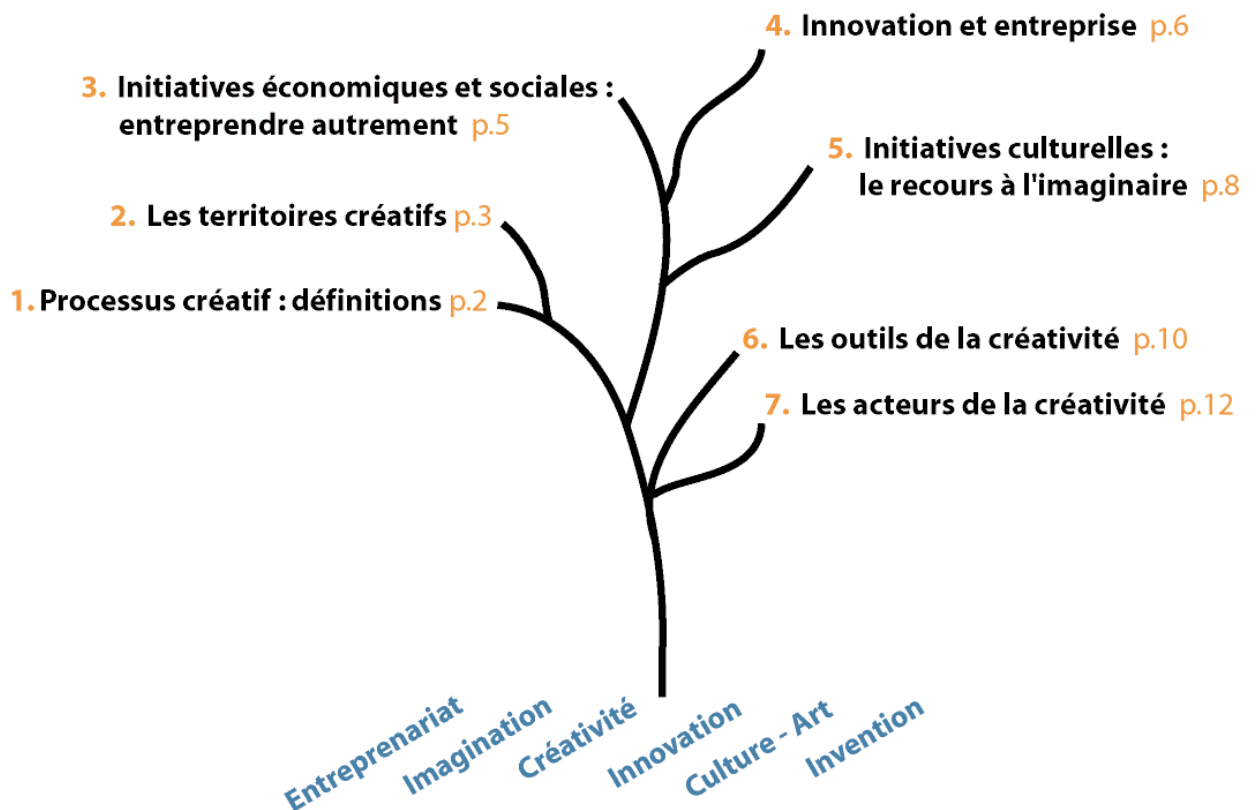 4. Innovation et entreprise p.6
3. Initiatives économiques et sociales :
entreprendre autrement p.5
5. Initiatives culturelles :
le recours à l'imaginaire p.8
2. Les territoires créatifs p.3
1. Processus créatif : définitions p.2
6. Les outils de la créativité p.10
7. Les acteurs de la créativité p.12
Entreprenariat
Imagination
Créativité
Innovation
Culture - Art
Invention